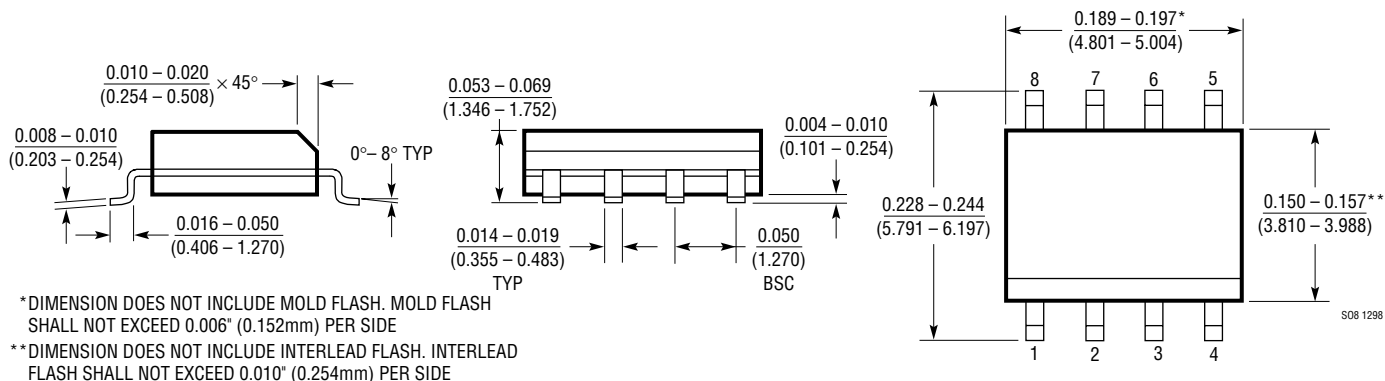 0.010 – 0.020
(0.254 – 0.508)
× 45°
0.008 – 0.010
(0.203 – 0.254)
0°– 8° TYP
0.016 – 0.050
(0.406 – 1.270)
0.053 – 0.069
(1.346 – 1.752)
0.004 – 0.010
(0.101 – 0.254)
0.014 – 0.019
(0.355 – 0.483)
TYP
0.050
(1.270)
BSC
0.189 – 0.197*
(4.801 – 5.004)
8 7 6 5
0.228 – 0.244
(5.791 – 6.197)
0.150 – 0.157**
(3.810 – 3.988)
1 2 3 4
*DIMENSION DOES NOT INCLUDE MOLD FLASH. MOLD FLASH
SHALL NOT EXCEED 0.006" (0.152mm) PER SIDE
**DIMENSION DOES NOT INCLUDE INTERLEAD FLASH. INTERLEAD
FLASH SHALL NOT EXCEED 0.010" (0.254mm) PER SIDE
SO8 1298